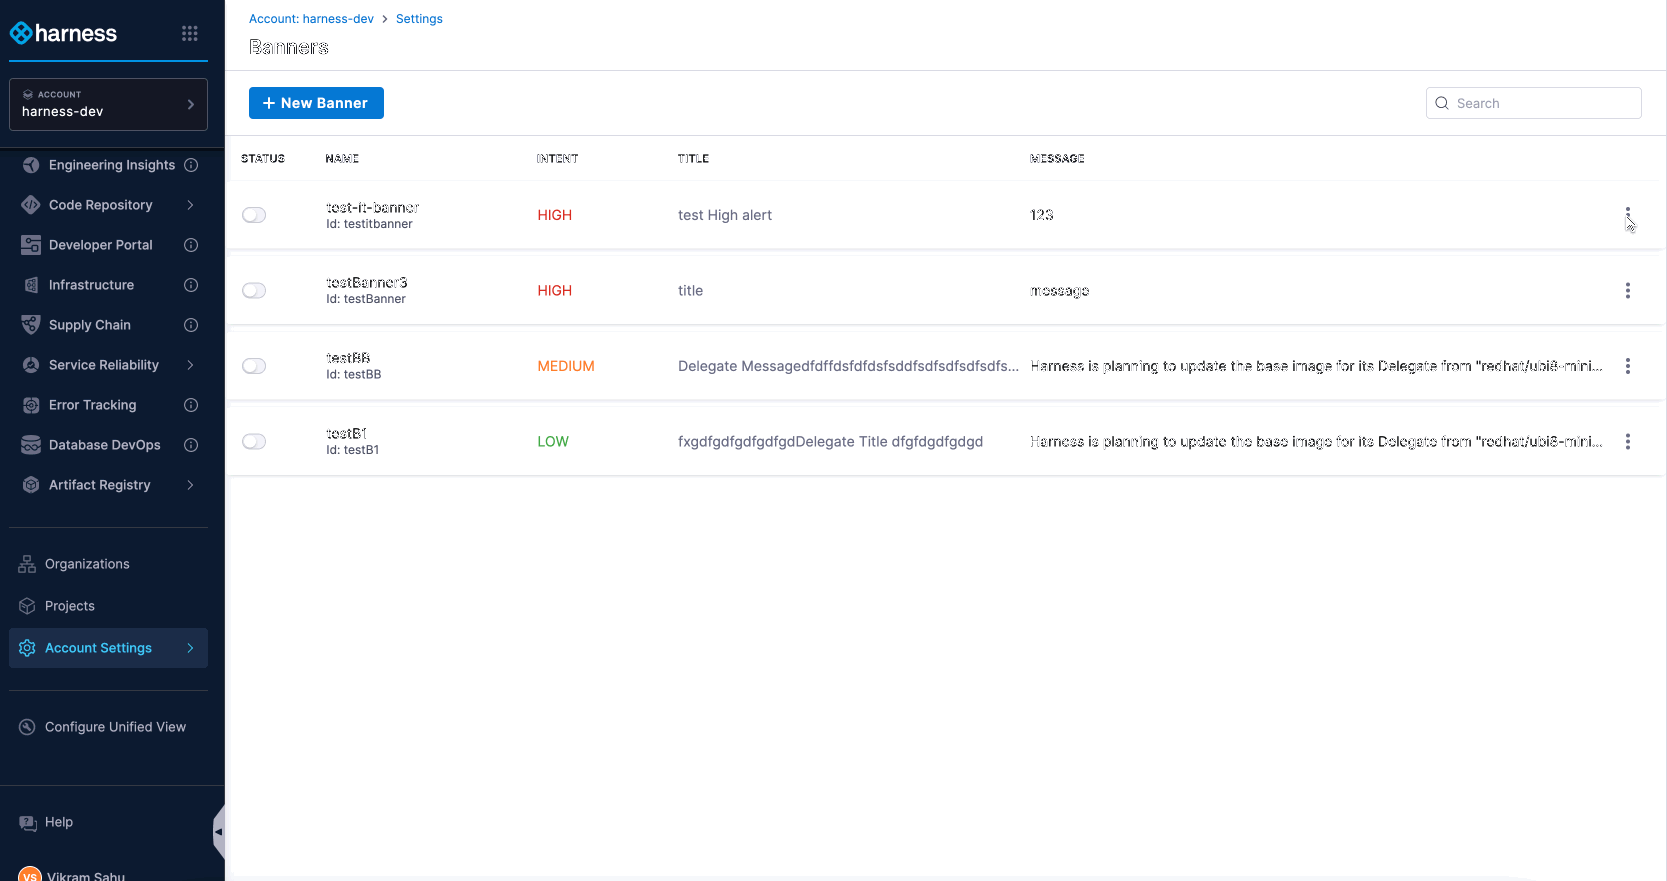 harness
Account: harness-dev > Settings
Banners
ACCOUNT
harness-dev
+ New Banner
Search
STATUS NAME INTENT TITLE MESSAGE
test-it-banner
Id: testitbanner
HIGH
test High alert
123
testBanner3
Id: testBanner
HIGH
title
message
testBB
Id: testBB
MEDIUM
Delegate Messagedfdffdsfdfdsfsddfsdfsdfsdfsdfs...
Harness is planning to update the base image for its Delegate from "redhat/ubi8-mini...
testB1
Id: testB1
LOW
fxgdfgdfgdfgdfgdDelegate Title dfgfdgdfgdgd
Harness is planning to update the base image for its Delegate from "redhat/ubi8-mini...
Engineering Insights
Code Repository
Developer Portal
Infrastructure
Supply Chain
Service Reliability
Error Tracking
Database DevOps
Artifact Registry
Organizations
Projects
Account Settings
Configure Unified View
Help
VS Vikram Sahu